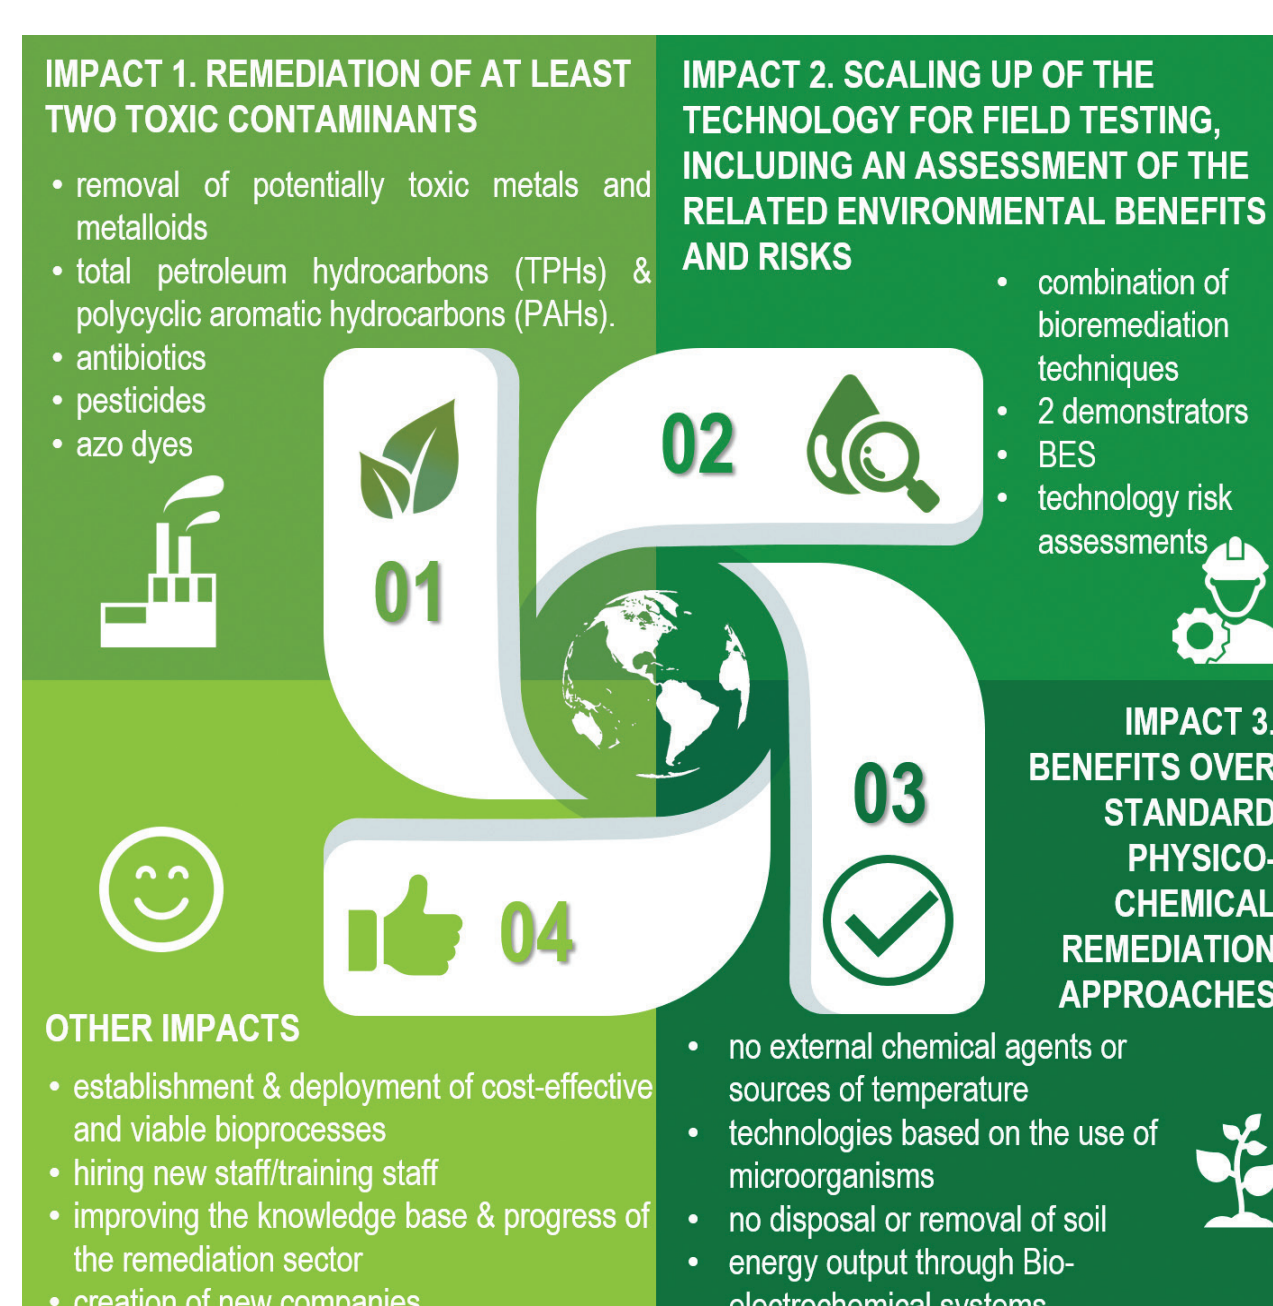 IMPACT 1. REMEDIATION OF AT LEAST
TWO TOXIC CONTAMINANTS
• removal of potentially toxic metals and
metalloids
• total petroleum hydrocarbons (TPHs) &
polycyclic aromatic hydrocarbons (PAHs).
• antibiotics
• pesticides
• azo dyes
01
IMPACT 2. SCALING UP OF THE
TECHNOLOGY FOR FIELD TESTING,
INCLUDING AN ASSESSMENT OF THE
RELATED ENVIRONMENTAL BENEFITS
AND RISKS
• combination of
bioremediation
techniques
• 2 demonstrators
• BES
• technology risk
assessments
02
IMPACT 3.
BENEFITS OVER
STANDARD
PHYSICO-
CHEMICAL
REMEDIATION
APPROACHES
03
• no external chemical agents or
sources of temperature
• technologies based on the use of
microorganisms
• no disposal or removal of soil
• energy output through Bio-
electrochemical systems
04
OTHER IMPACTS
• establishment & deployment of cost-effective
and viable bioprocesses
• hiring new staff/training staff
• improving the knowledge base & progress of
the remediation sector
• creation of new companies